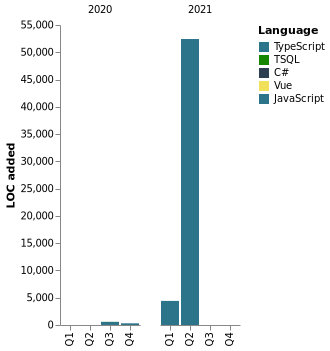 2020
2021
LOC added
55,000
50,000
45,000
40,000
35,000
30,000
25,000
20,000
15,000
10,000
5,000
0
Q1
Q2
Q3
Q4
Q1
Q2
Q3
Q4
Language
TypeScript
TSQL
C#
Vue
JavaScript